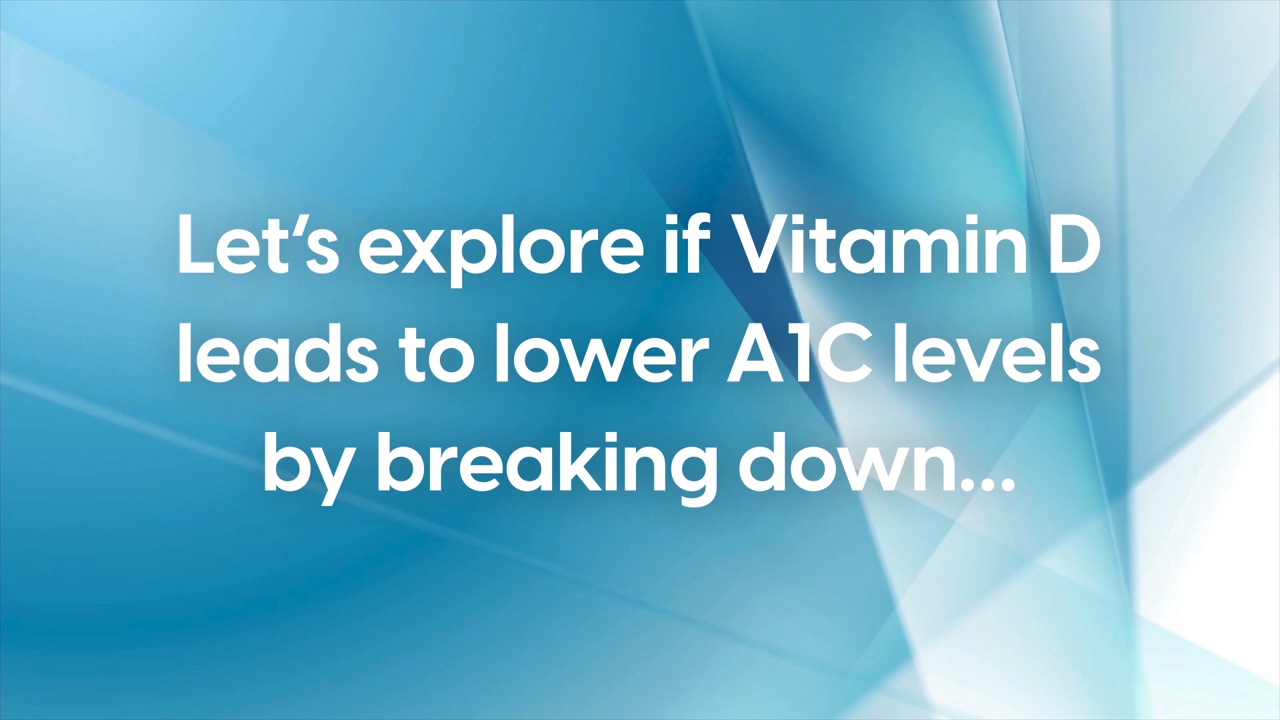 Let’s explore if Vitamin D
leads to lower A1C levels
by breaking down...